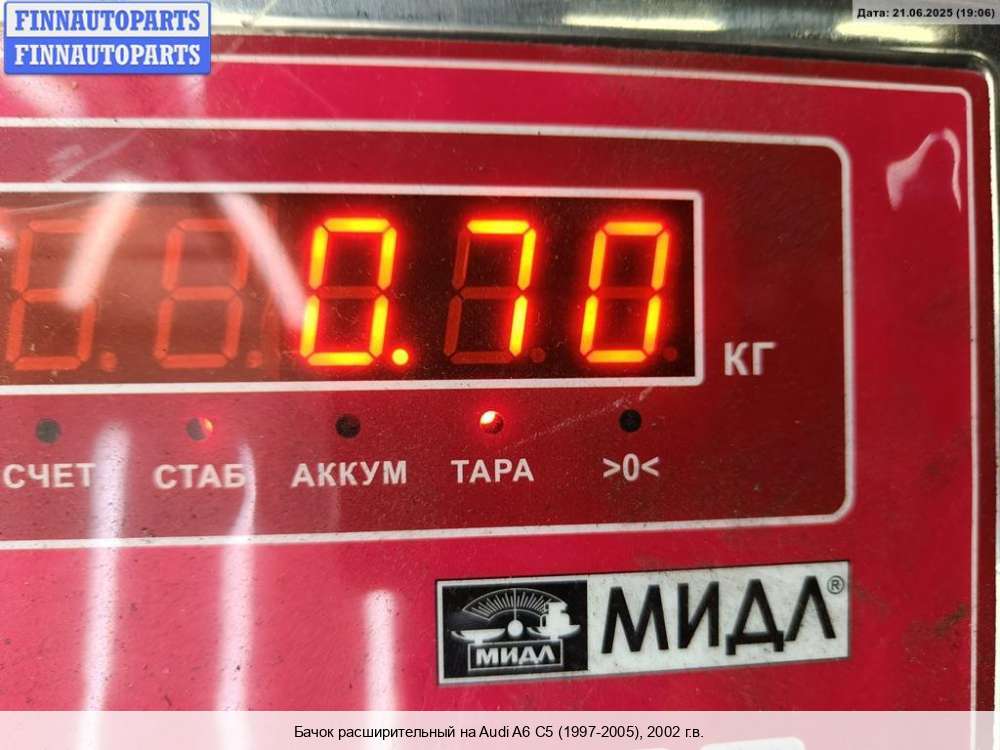 FINNAUTOPARTS
FINNAUTOPARTS
Дата: 21.06.2025 (19:06)
0.70
КГ
СЧЕТ СТАБ АККУМ ТАРА >0<
МИДЛ МИДЛ®
Бачок расширительный на Audi A6 C5 (1997-2005), 2002 г.в.